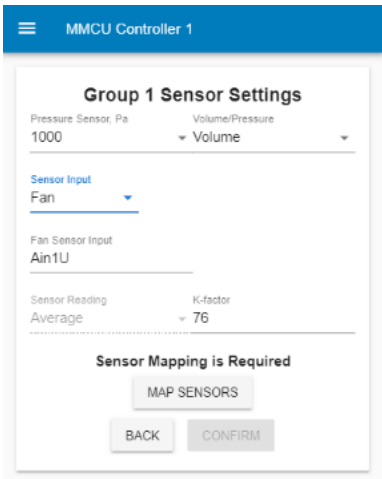 MMCU Controller 1
Group 1 Sensor Settings
Pressure Sensor, Pa Volume/Pressure
1000 Volume
Sensor Input
Fan
Fan Sensor Input
Ain1U
Sensor Reading K-factor
Average 76
Sensor Mapping is Required
MAP SENSORS
BACK CONFIRM